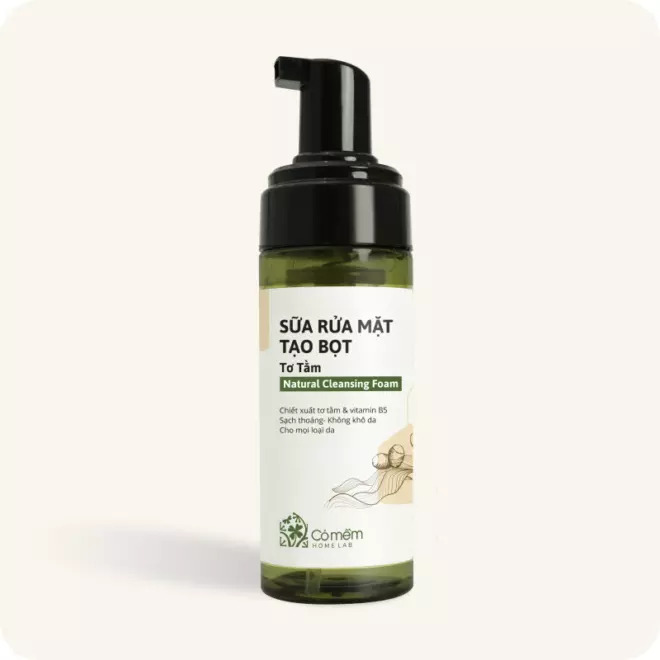 SỮA RỬA MẶT
TẠO BỌT
Tơ Tằm
Natural Cleansing Foam
Chiết xuất tơ tằm & vitamin B5
Sạch thoáng- Không khô da
Cho mọi loại da
Cỏ mềm
HOME LAB